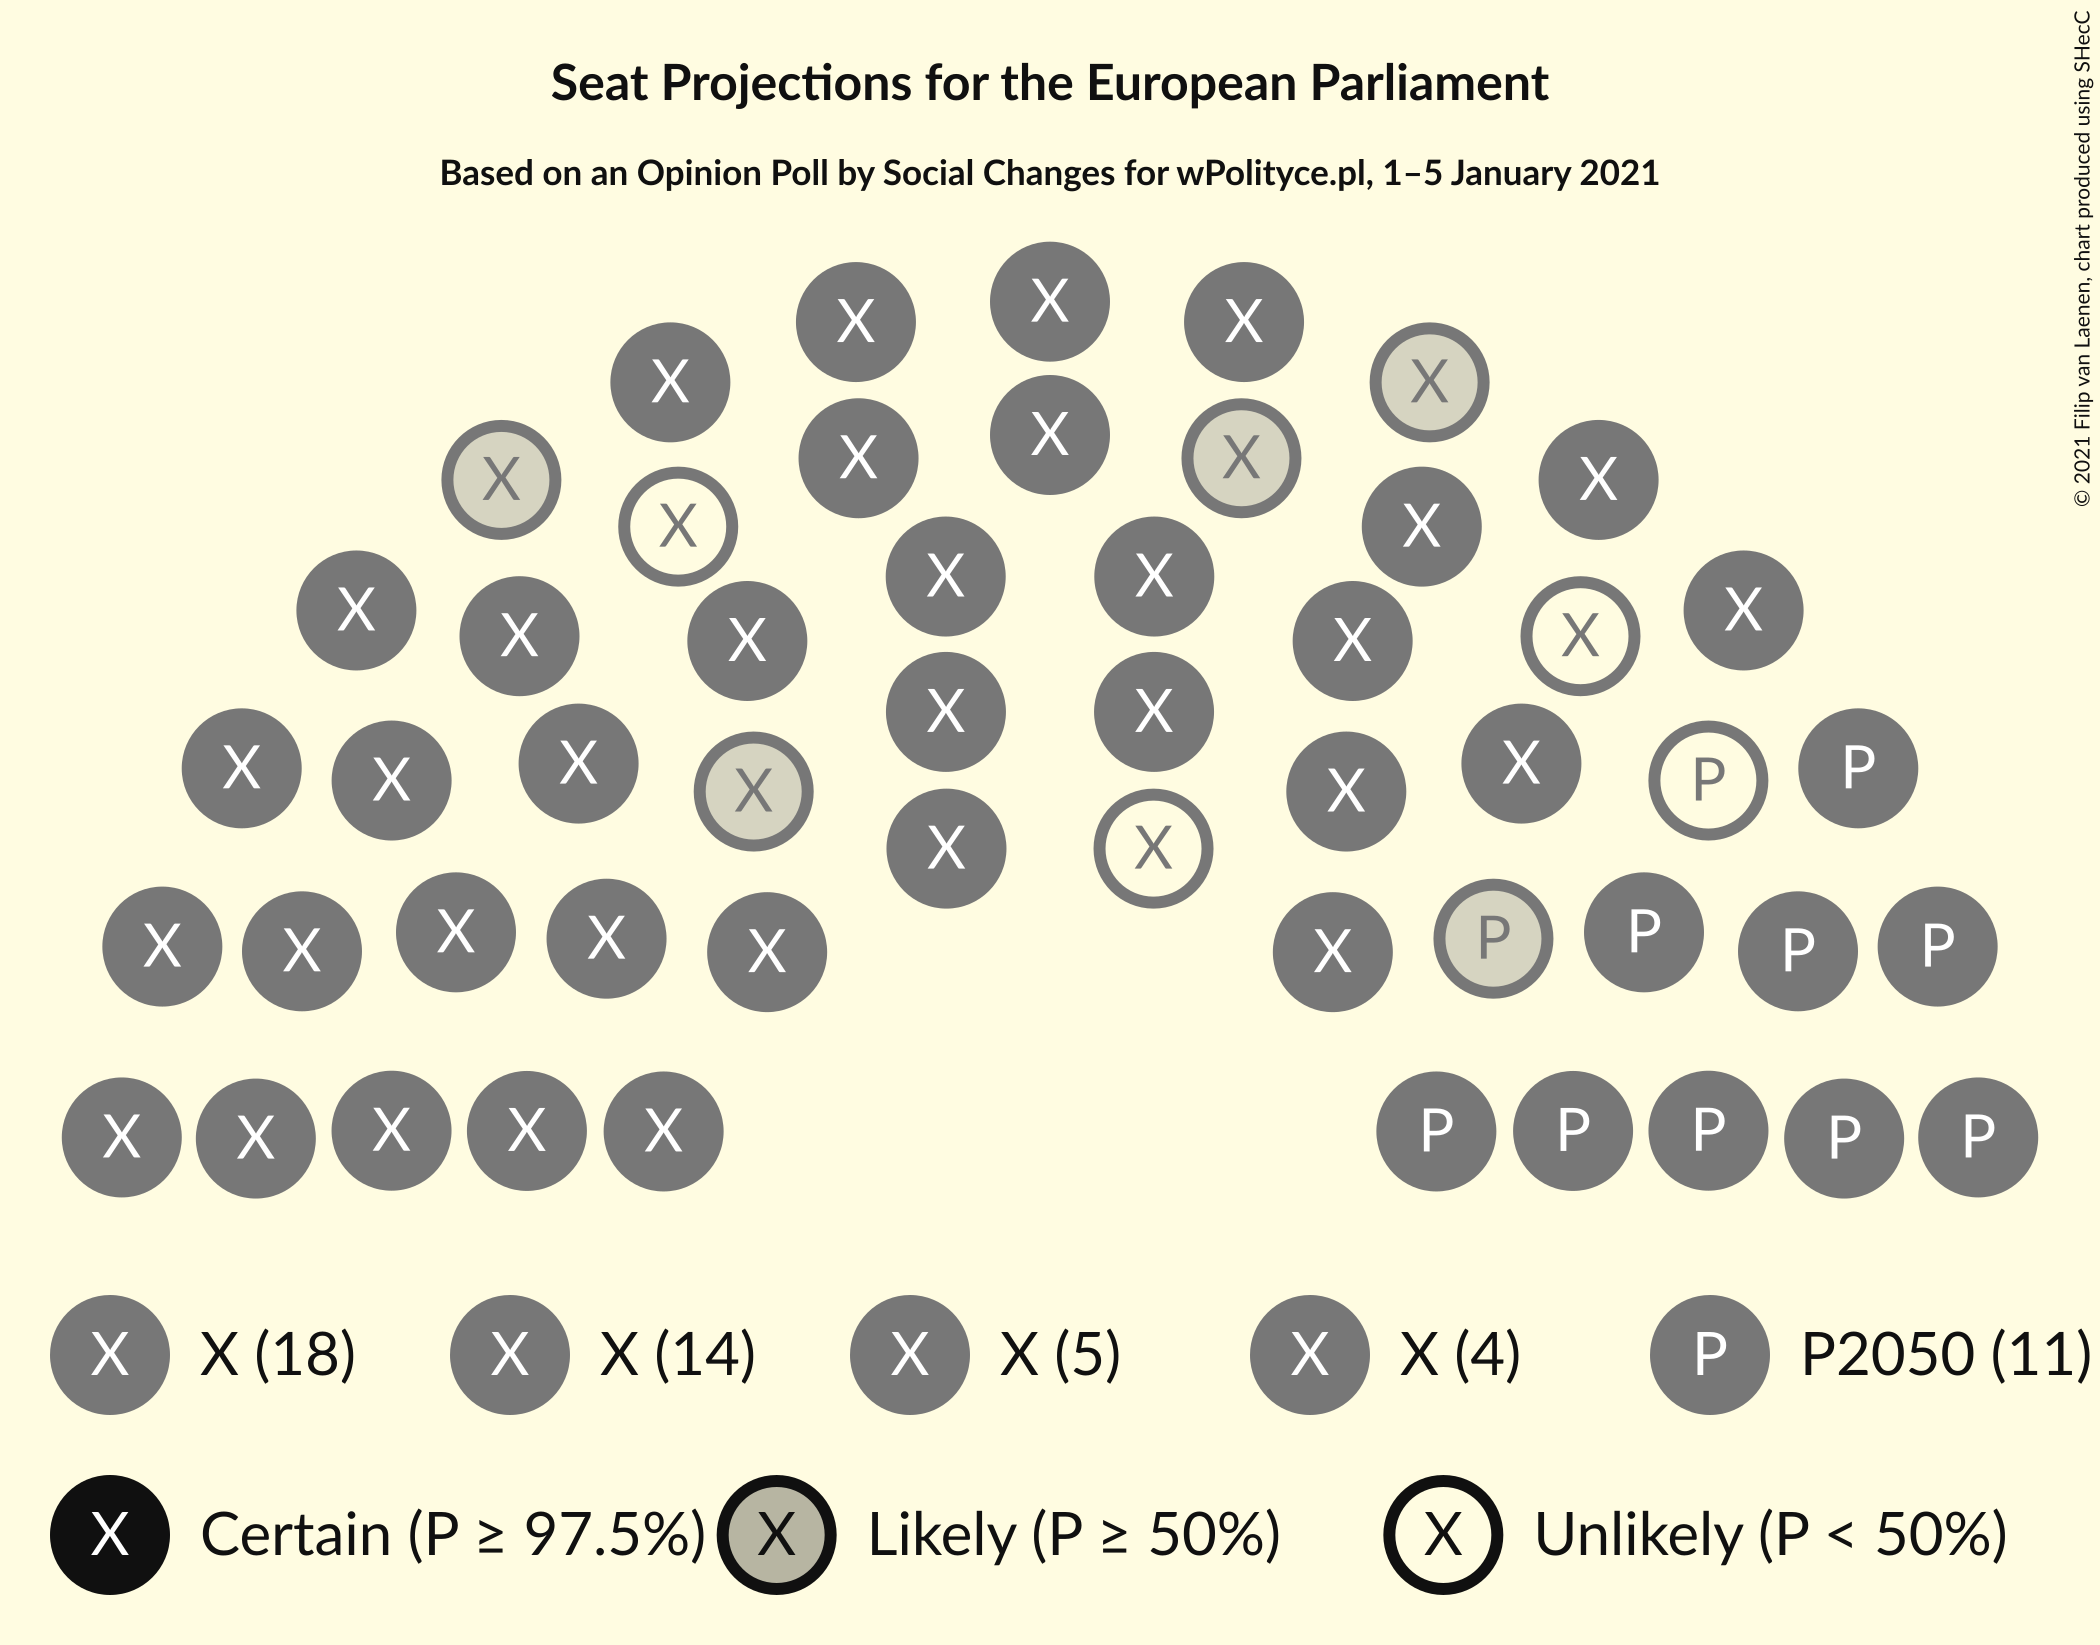 Seat Projections for the European Parliament
Based on an Opinion Poll by Social Changes for wPolityce.pl, 1–5 January 2021
© 2021 Filip van Laenen, chart produced using SHecC
X
X X
X X
X
X X
X X
X X
X X
X X
X X
X X
X X
X X
X X
X X
X P
X P
X X
X X
X X P P
X X P P
X X
X X X P P P P P
X X X X X
X X (18) X X (14) X X (5) X X (4) P P2050 (11)
X Certain (P ≥ 97.5%) X Likely (P ≥ 50%) X Unlikely (P < 50%)